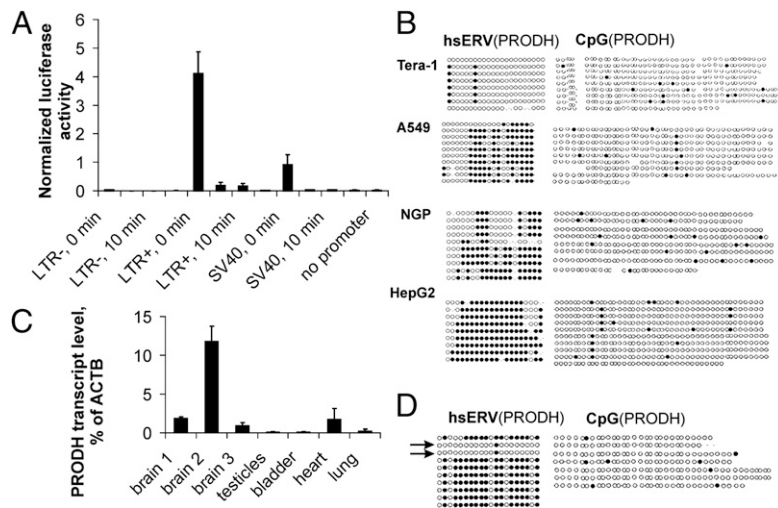 A
Normalized luciferase
activity
6
5
4
3
2
1
0
LTR-, 0 min
LTR-, 10 min
LTR+, 0 min
LTR+, 10 min
SV40, 0 min
SV40, 10 min
no promoter
B
hsERV(PRODH) CpG(PRODH)
Tera-1
A549
NGP
HepG2
C
PRODH transcript level,
% of ACTB
15
10
5
0
brain 1
brain 2
brain 3
testicles
bladder
heart
lung
D
hsERV(PRODH) CpG(PRODH)